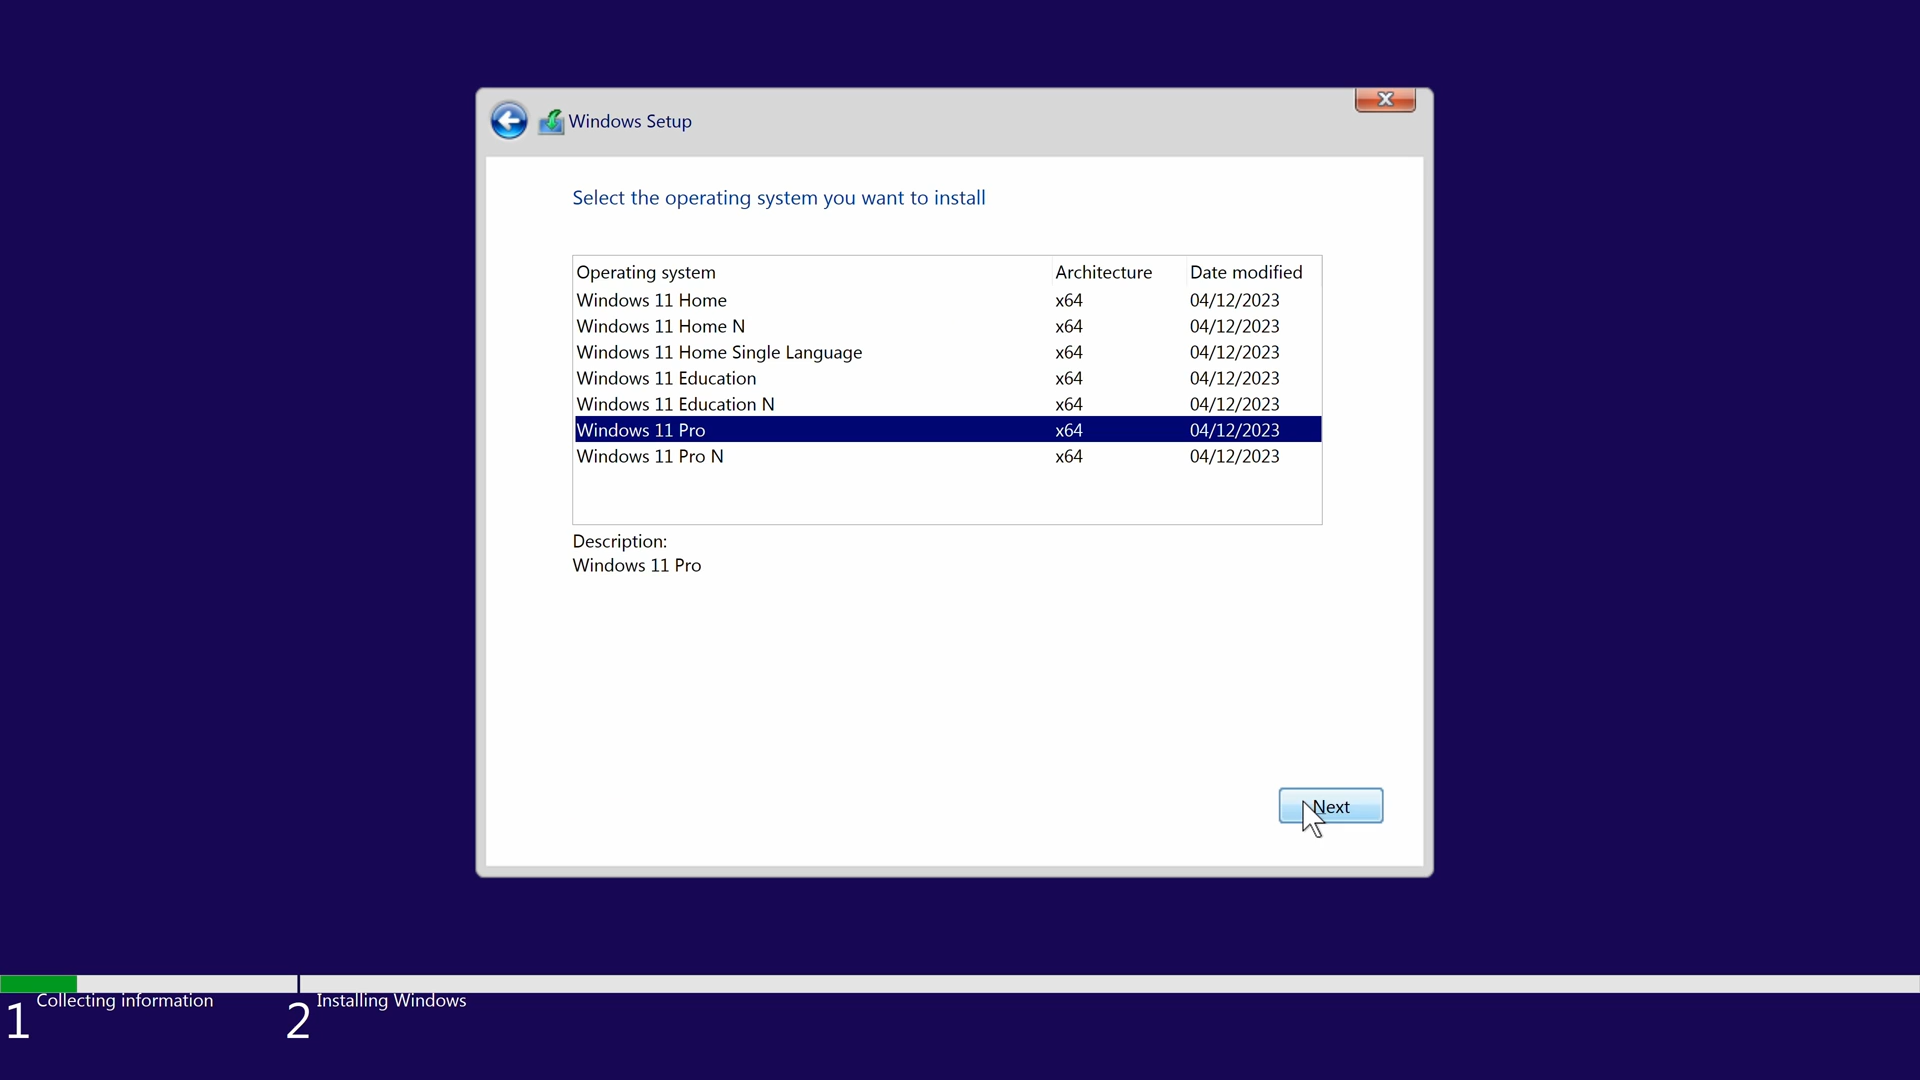 Windows Setup
Select the operating system you want to install
Operating system Architecture Date modified
Windows 11 Home x64 04/12/2023
Windows 11 Home N x64 04/12/2023
Windows 11 Home Single Language x64 04/12/2023
Windows 11 Education x64 04/12/2023
Windows 11 Education N x64 04/12/2023
Windows 11 Pro x64 04/12/2023
Windows 11 Pro N x64 04/12/2023
Description:
Windows 11 Pro
Next
1 Collecting information 2 Installing Windows